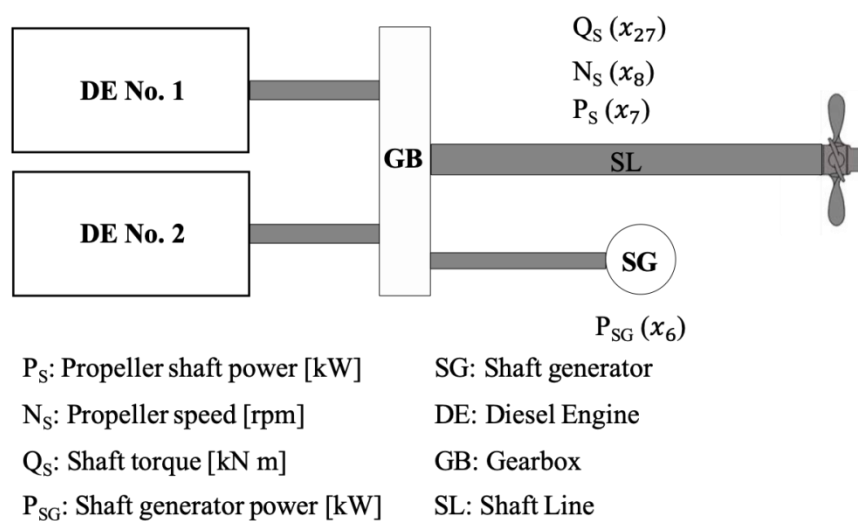 Q_S (x_27)
N_S (x_8)
P_S (x_7)
DE No. 1
GB
SL
DE No. 2
SG
P_SG (x_6)
P_S: Propeller shaft power [kW]
N_S: Propeller speed [rpm]
Q_S: Shaft torque [kN m]
P_SG: Shaft generator power [kW]
SG: Shaft generator
DE: Diesel Engine
GB: Gearbox
SL: Shaft Line